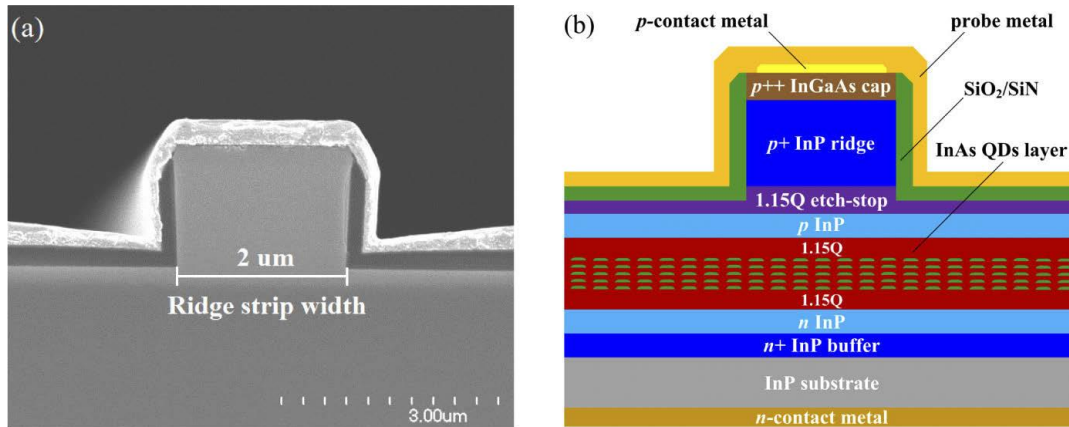 (a)
2 um
Ridge strip width
3.00um
(b)
p-contact metal
probe metal
p++ InGaAs cap
SiO₂/SiN
p+ InP ridge
InAs QDs layer
1.15Q etch-stop
p InP
1.15Q
1.15Q
n InP
n+ InP buffer
InP substrate
n-contact metal